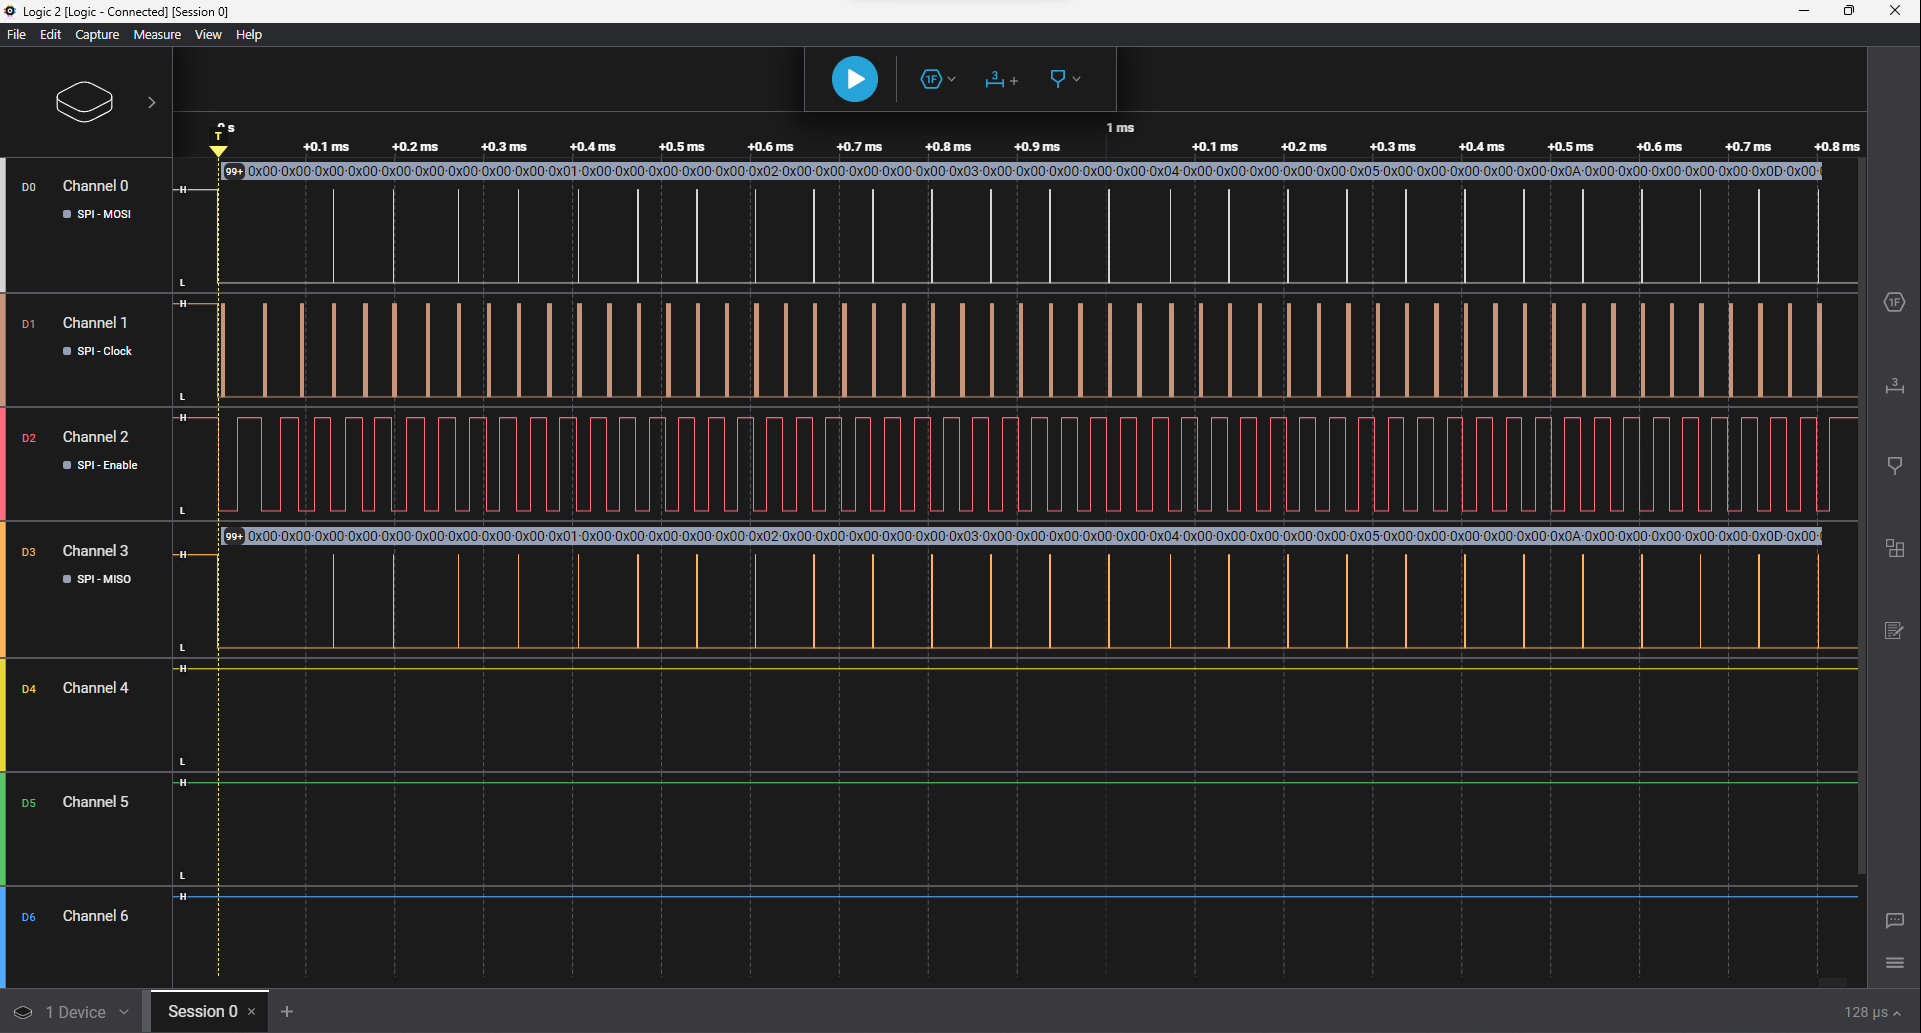 Logic 2 [Logic - Connected] [Session 0]
File Edit Capture Measure View Help
1F 3 +
0 s 1 ms
T
+0.1 ms +0.2 ms +0.3 ms +0.4 ms +0.5 ms +0.6 ms +0.7 ms +0.8 ms +0.9 ms +0.1 ms +0.2 ms +0.3 ms +0.4 ms +0.5 ms +0.6 ms +0.7 ms +0.8 ms
99+ 0x00·0x00·0x00·0x00·0x00·0x00·0x00·0x00·0x00·0x01·0x00·0x00·0x00·0x00·0x00·0x02·0x00·0x00·0x00·0x00·0x00·0x03·0x00·0x00·0x00·0x00·0x00·0x04·0x00·0x00·0x00·0x00·0x00·0x05·0x00·0x00·0x00·0x00·0x00·0x0A·0x00·0x00·0x00·0x00·0x00·0x0D·0x00·
D0 Channel 0
SPI - MOSI
H
L
D1 Channel 1
SPI - Clock
H
L
1F
D2 Channel 2
SPI - Enable
H
L
3
99+ 0x00·0x00·0x00·0x00·0x00·0x00·0x00·0x00·0x00·0x01·0x00·0x00·0x00·0x00·0x00·0x02·0x00·0x00·0x00·0x00·0x00·0x03·0x00·0x00·0x00·0x00·0x00·0x04·0x00·0x00·0x00·0x00·0x00·0x05·0x00·0x00·0x00·0x00·0x00·0x0A·0x00·0x00·0x00·0x00·0x00·0x0D·0x00·
D3 Channel 3
SPI - MISO
H
L
D4 Channel 4
H
L
D5 Channel 5
H
L
D6 Channel 6
H
1 Device Session 0 × + 128 µs